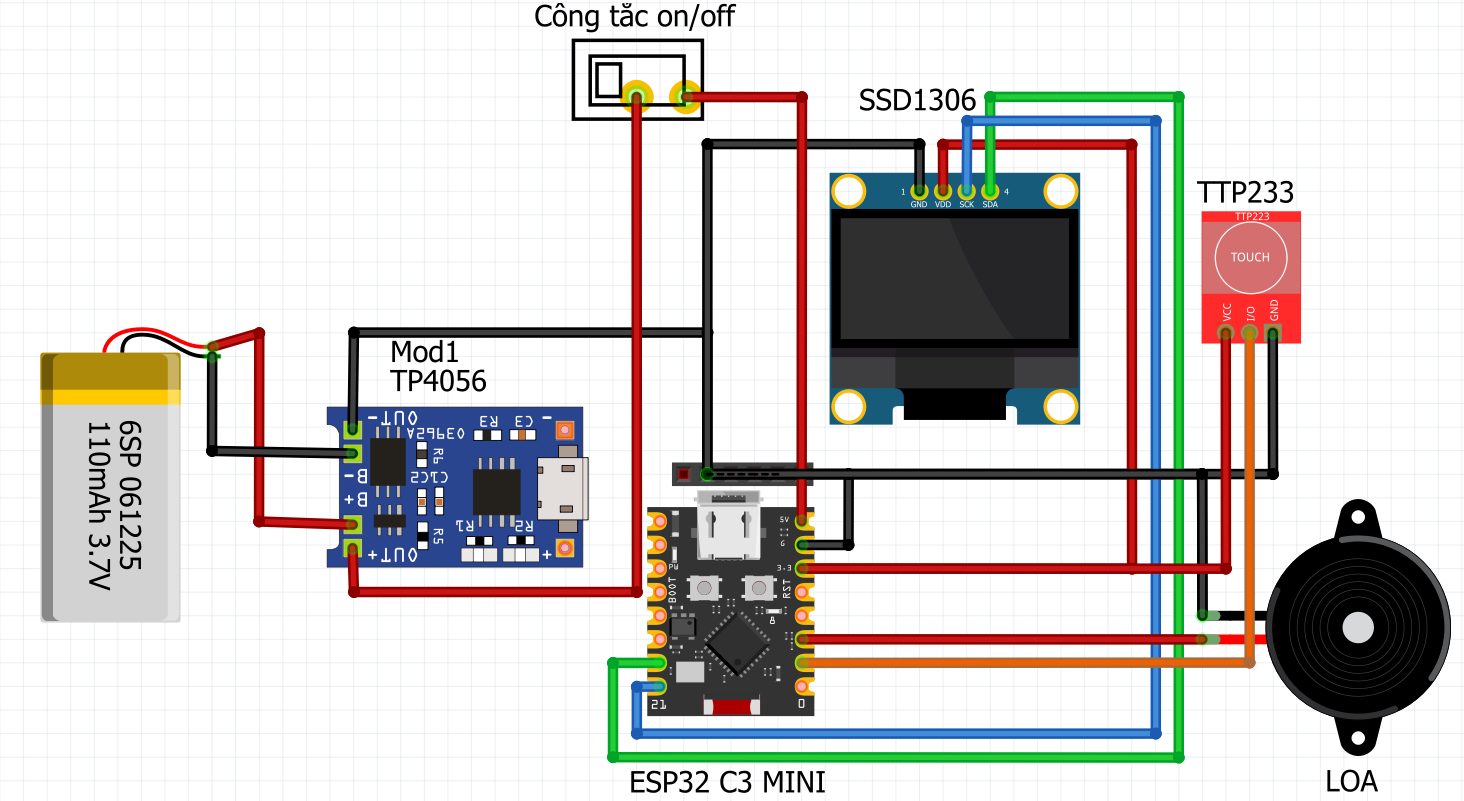 Công tắc on/off
SSD1306
1
GND
VDD
SCK
SDA
4
TTP233
TTP223
TOUCH
VCC
I/O
GND
Mod1
TP4056
6SP 061225
110mAh 3.7V
OUT-
03962A
R3
C3
-
R6
B-
C1C2
B+
R5
R1
R2
OUT+
+
5V
G
3.3
PW
BOOT
RST
B
21
0
ESP32 C3 MINI
LOA